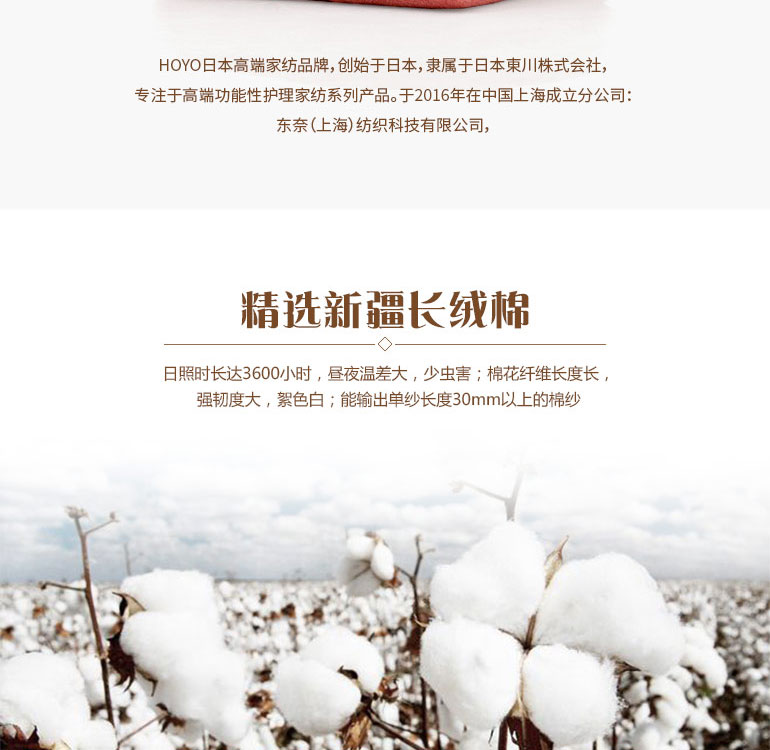 HOYO日本高端家纺品牌，创始于日本，隶属于日本東川株式会社，
专注于高端功能性护理家纺系列产品。于2016年在中国上海成立分公司：
东奈（上海）纺织科技有限公司，
精选新疆长绒棉
日照时长达3600小时，昼夜温差大，少虫害；棉花纤维长度长，
强韧度大，絮色白；能输出单纱长度30mm以上的棉纱